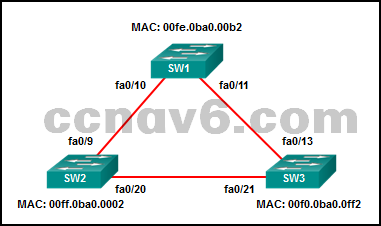 MAC: 00fe.0ba0.00b2
SW1
fa0/10
fa0/11
ccnav6.com
fa0/9
fa0/13
SW2
fa0/20
fa0/21
SW3
MAC: 00ff.0ba0.0002
MAC: 00f0.0ba0.0ff2